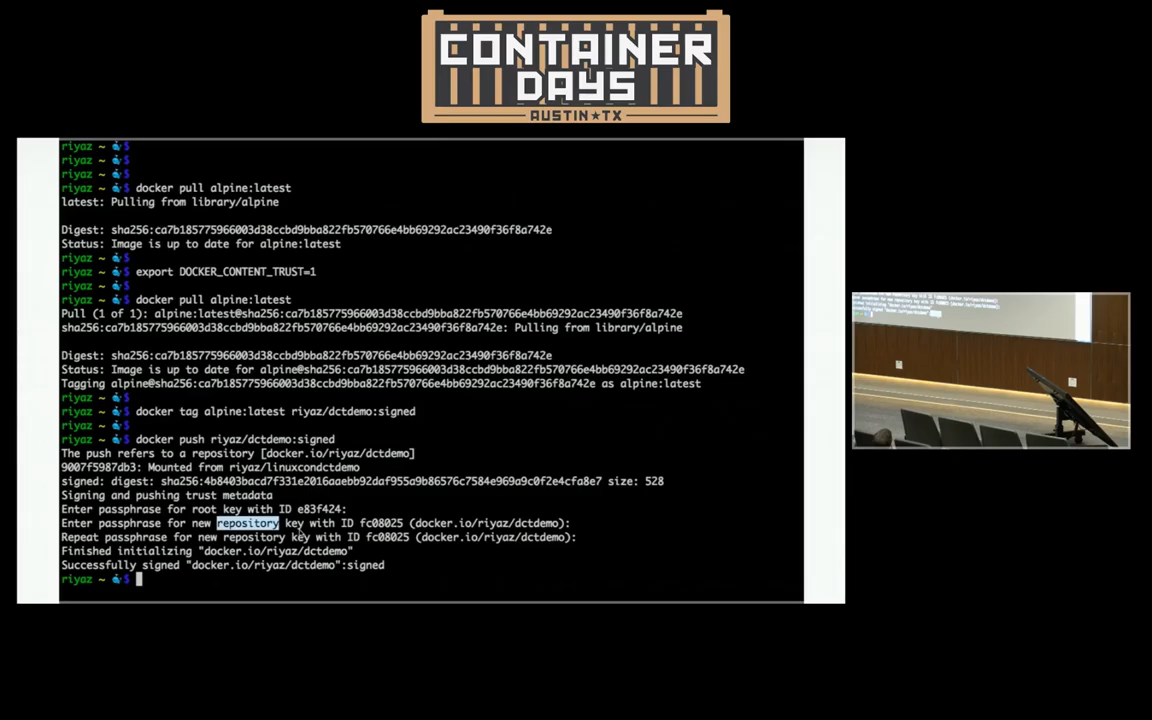 CONTAINER
DAYS
AUSTIN★TX
riyaz ~ $
riyaz ~ $
riyaz ~ $
riyaz ~ $ docker pull alpine:latest
latest: Pulling from library/alpine
Digest: sha256:ca7b185775966003d38ccbd9bba822fb570766e4bb69292ac23490f36f8a742e
Status: Image is up to date for alpine:latest
riyaz ~ $
riyaz ~ $ export DOCKER_CONTENT_TRUST=1
riyaz ~ $
riyaz ~ $ docker pull alpine:latest
Pull (1 of 1): alpine:latest@sha256:ca7b185775966003d38ccbd9bba822fb570766e4bb69292ac23490f36f8a742e
sha256:ca7b185775966003d38ccbd9bba822fb570766e4bb69292ac23490f36f8a742e: Pulling from library/alpine
Digest: sha256:ca7b185775966003d38ccbd9bba822fb570766e4bb69292ac23490f36f8a742e
Status: Image is up to date for alpine@sha256:ca7b185775966003d38ccbd9bba822fb570766e4bb69292ac23490f36f8a742e
Tagging alpine@sha256:ca7b185775966003d38ccbd9bba822fb570766e4bb69292ac23490f36f8a742e as alpine:latest
riyaz ~ $
riyaz ~ $ docker tag alpine:latest riyaz/dctdemo:signed
riyaz ~ $
riyaz ~ $ docker push riyaz/dctdemo:signed
The push refers to a repository [docker.io/riyaz/dctdemo]
9007f5987db3: Mounted from riyaz/linuxcondctdemo
signed: digest: sha256:4b8403bacd7f331e2016aaebb92daf955a9b86576c7584e969a9c0f2e4cfa8e7 size: 528
Signing and pushing trust metadata
Enter passphrase for root key with ID e83f424:
Enter passphrase for new repository key with ID fc08025 (docker.io/riyaz/dctdemo):
Repeat passphrase for new repository key with ID fc08025 (docker.io/riyaz/dctdemo):
Finished initializing "docker.io/riyaz/dctdemo"
Successfully signed "docker.io/riyaz/dctdemo":signed
riyaz ~ $